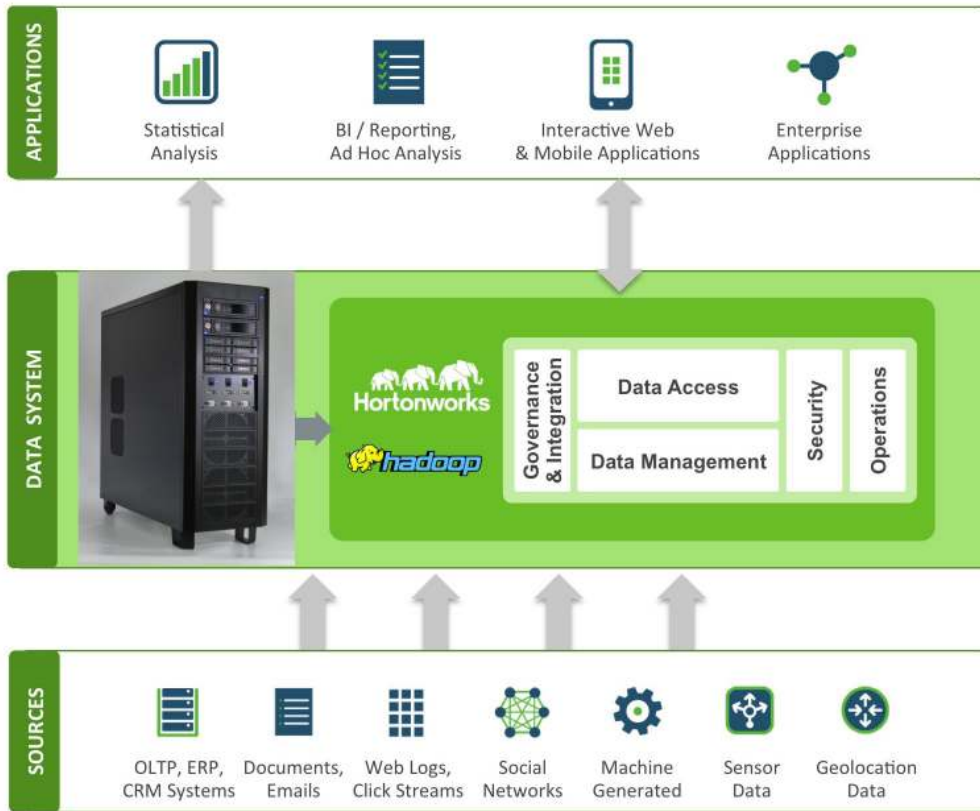 APPLICATIONS
Statistical
Analysis
BI / Reporting,
Ad Hoc Analysis
Interactive Web
& Mobile Applications
Enterprise
Applications
DATA SYSTEM
Hortonworks
hadoop
Governance
& Integration
Data Access
Data Management
Security
Operations
SOURCES
OLTP, ERP,
CRM Systems
Documents,
Emails
Web Logs,
Click Streams
Social
Networks
Machine
Generated
Sensor
Data
Geolocation
Data